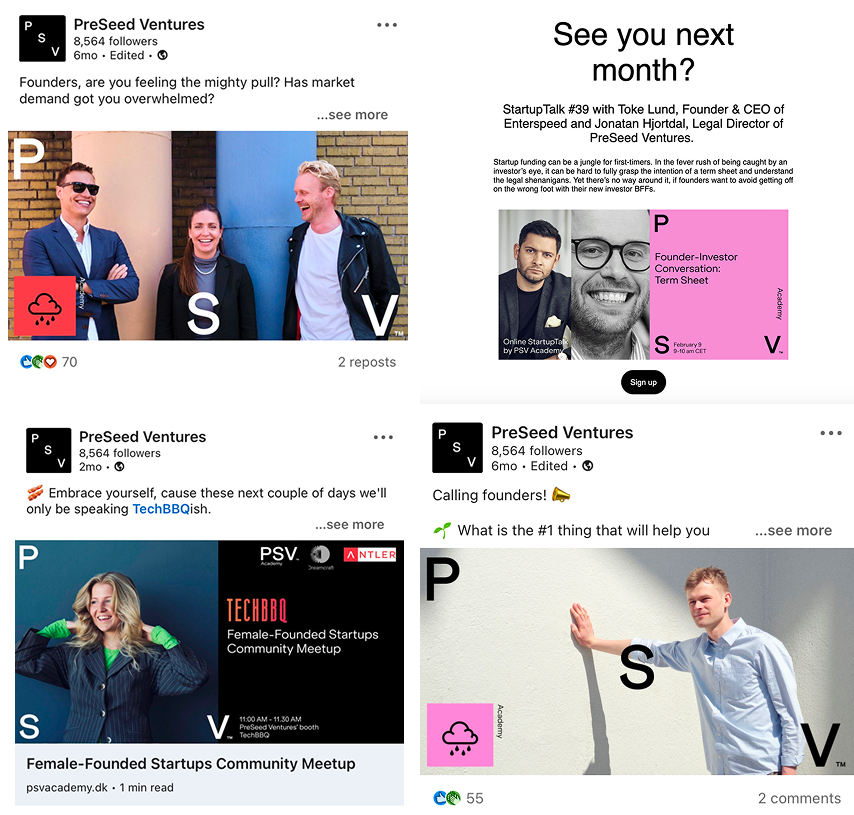 PreSeed Ventures
8,564 followers
6mo • Edited •
Founders, are you feeling the mighty pull? Has market
demand got you overwhelmed?
...see more
P
S
V
Academy
S
V
TM
70
2 reposts
See you next
month?
StartupTalk #39 with Toke Lund, Founder & CEO of
Enterspeed and Jonatan Hjortdal, Legal Director of
PreSeed Ventures.
Startup funding can be a jungle for first-timers. In the fever rush of being caught by an
investor's eye, it can be hard to fully grasp the intention of a term sheet and understand
the legal shenanigans. Yet there's no way around it, if founders want to avoid getting off
on the wrong foot with their new investor BFFs.
P
Founder-Investor
Conversation:
Term Sheet
Academy
Online StartupTalk
by PSV Academy
S
February 9
9-10 am CET
V
Sign up
P
S
V
PreSeed Ventures
8,564 followers
2mo •
Embrace yourself, cause these next couple of days we'll
only be speaking TechBBQish.
...see more
P
PSV
Academy
Dreamcraft
ANTLER
TECHBBQ
Female-Founded Startups
Community Meetup
S
V
11:00 AM - 11.30 AM
PreSeed Ventures' booth
TechBBQ
Female-Founded Startups Community Meetup
psvacademy.dk • 1 min read
P
S
V
PreSeed Ventures
8,564 followers
6mo • Edited •
Calling founders!
What is the #1 thing that will help you
...see more
P
S
Academy
V
TM
55
2 comments